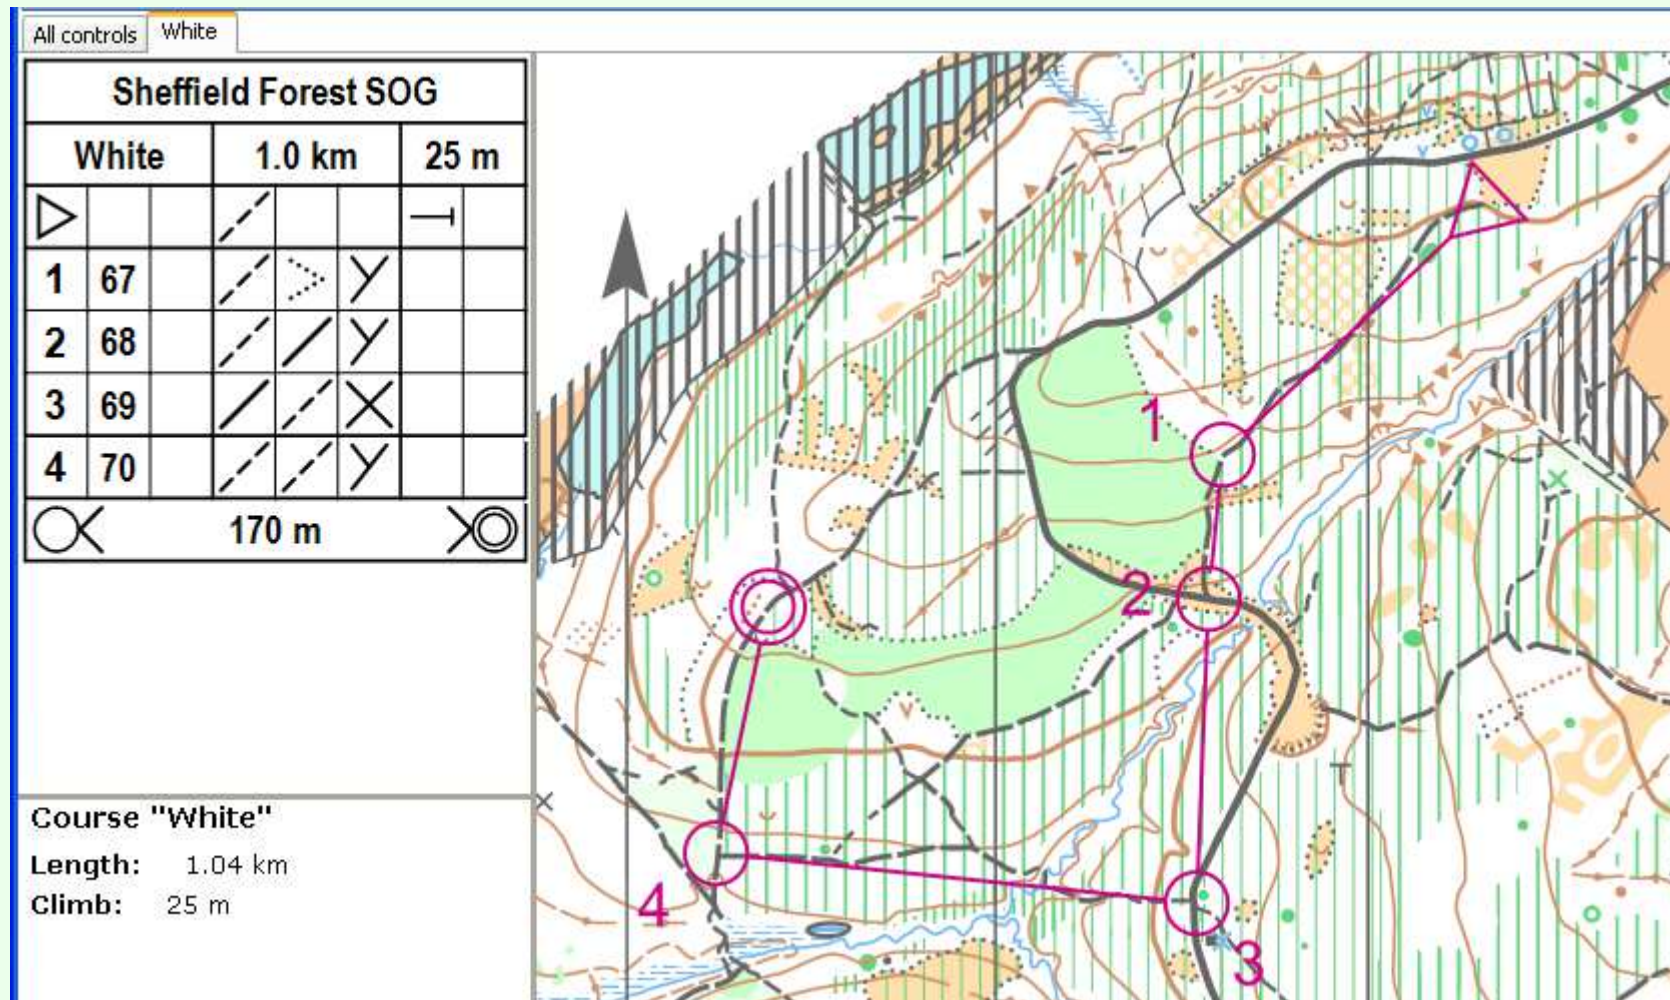 All controls White
Sheffield Forest SOG
White 1.0 km 25 m
1 67
2 68
3 69
4 70
170 m
Course "White"
Length: 1.04 km
Climb: 25 m
1
2
3
4